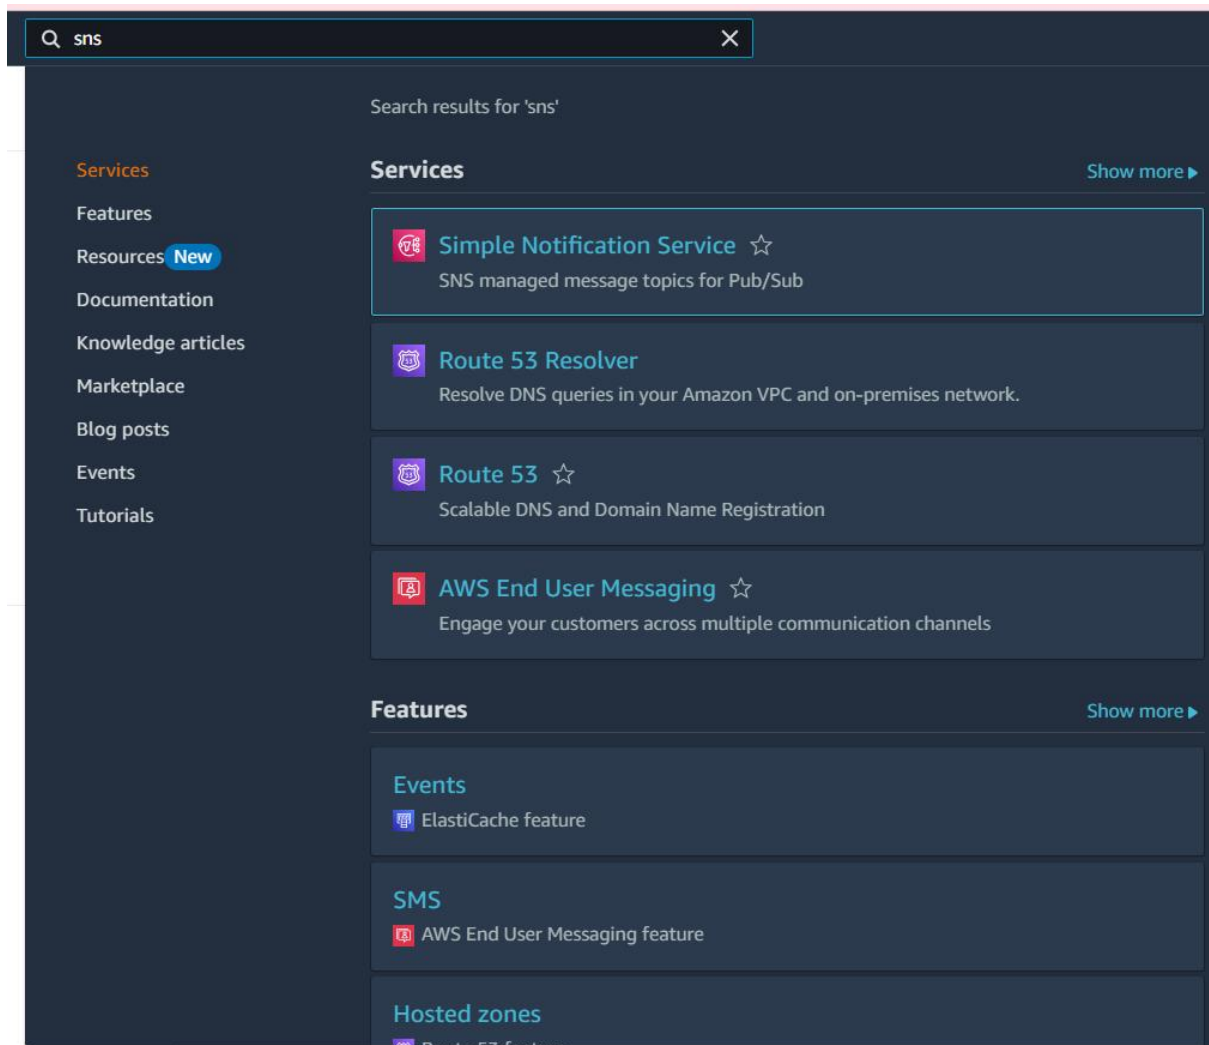 sns
Search results for 'sns'
Services
Features
Resources New
Documentation
Knowledge articles
Marketplace
Blog posts
Events
Tutorials
Services
Show more
Simple Notification Service
SNS managed message topics for Pub/Sub
Route 53 Resolver
Resolve DNS queries in your Amazon VPC and on-premises network.
Route 53
Scalable DNS and Domain Name Registration
AWS End User Messaging
Engage your customers across multiple communication channels
Features
Show more
Events
ElastiCache feature
SMS
AWS End User Messaging feature
Hosted zones
Route 53 feature